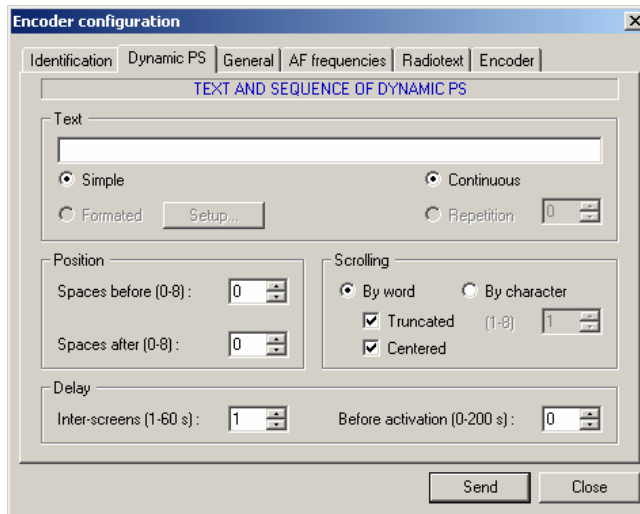 Encoder configuration
Identification Dynamic PS General AF frequencies Radiotext Encoder
TEXT AND SEQUENCE OF DYNAMIC PS
Text
Simple Continuous
Formated Setup... Repetition 0
Position Scrolling
Spaces before (0-8) : 0 By word By character
Truncated (1-8) 1
Spaces after (0-8) : 0 Centered
Delay
Inter-screens (1-60 s) : 1 Before activation (0-200 s) : 0
Send Close